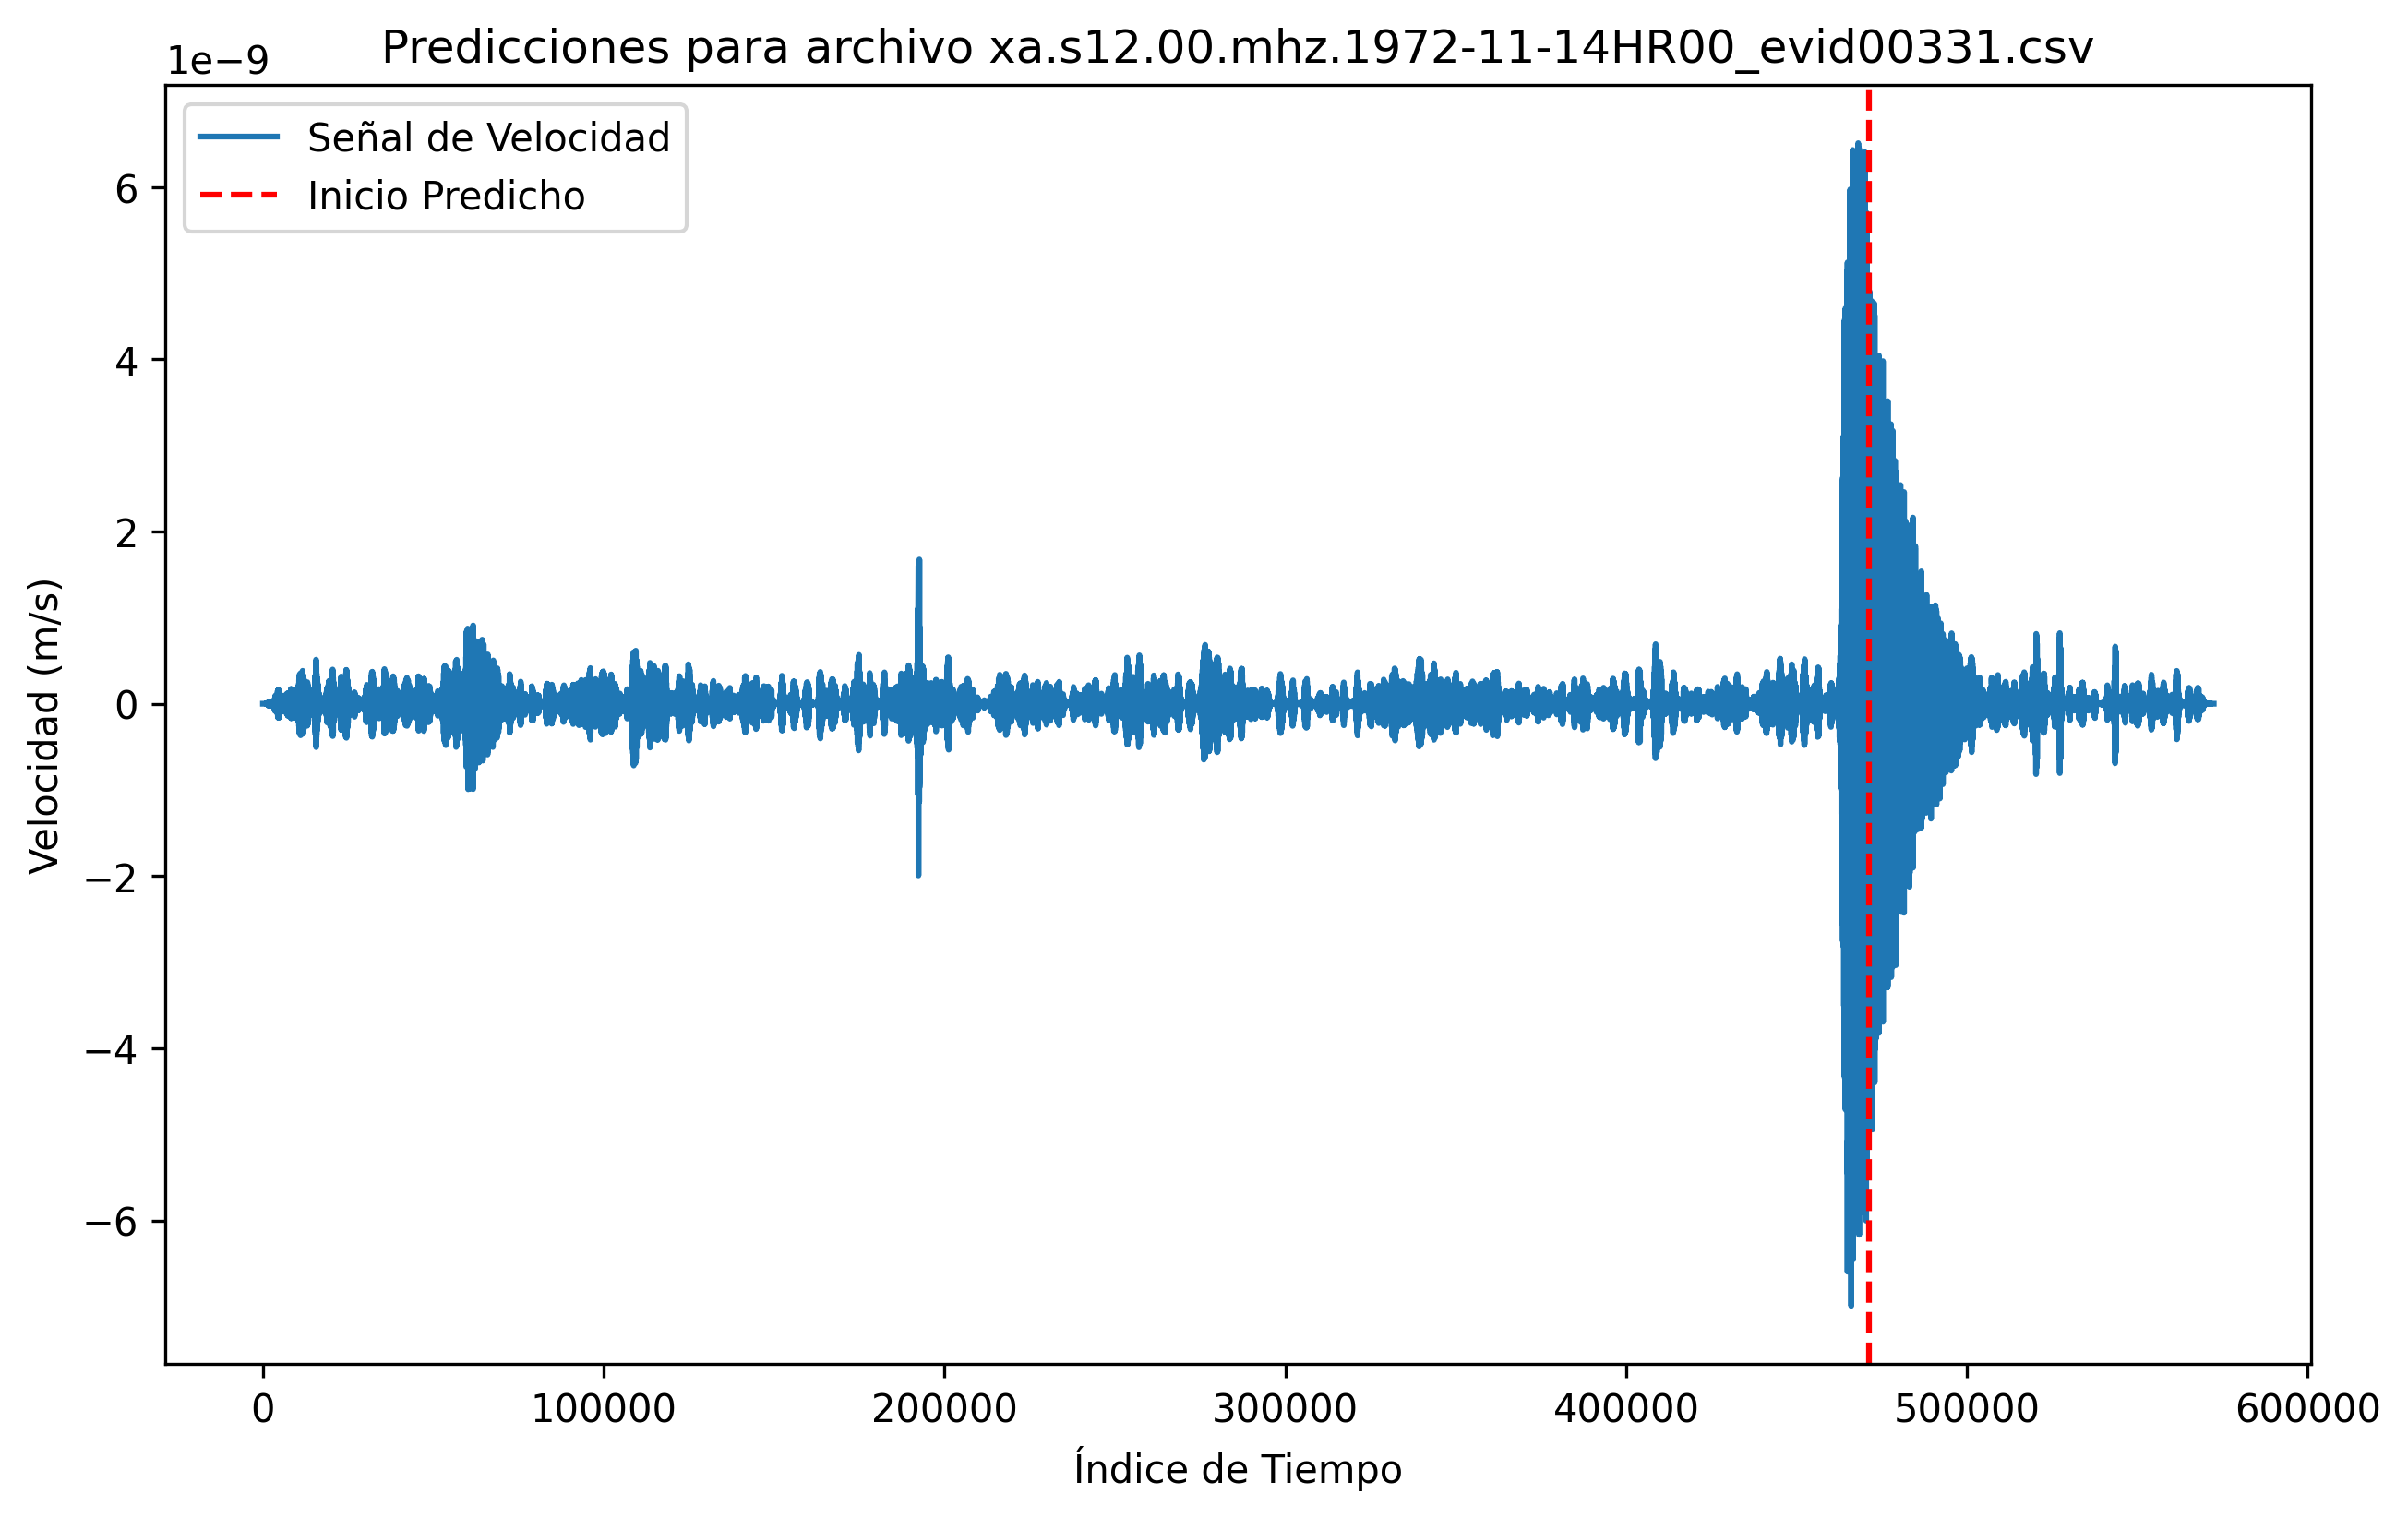 Predicciones para archivo xa.s12.00.mhz.1972-11-14HR00_evid00331.csv
1e−9
Señal de Velocidad
Inicio Predicho
6
4
2
0
−2
−4
−6
Velocidad (m/s)
0 100000 200000 300000 400000 500000 600000
Índice de Tiempo